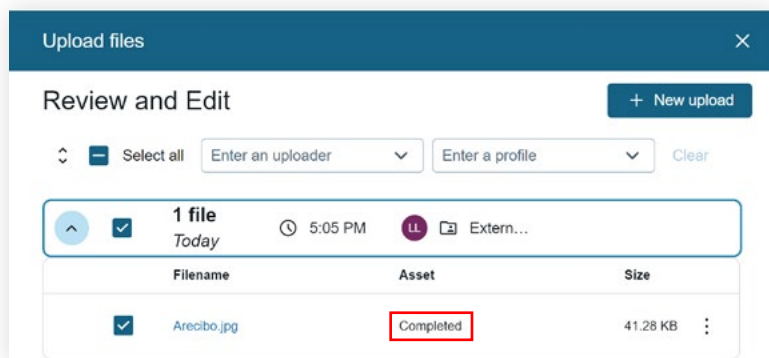 Upload files
Review and Edit
+ New upload
Select all Enter an uploader Enter a profile Clear
1 file
Today
5:05 PM LL Extern...
Filename Asset Size
Arecibo.jpg Completed 41.28 KB